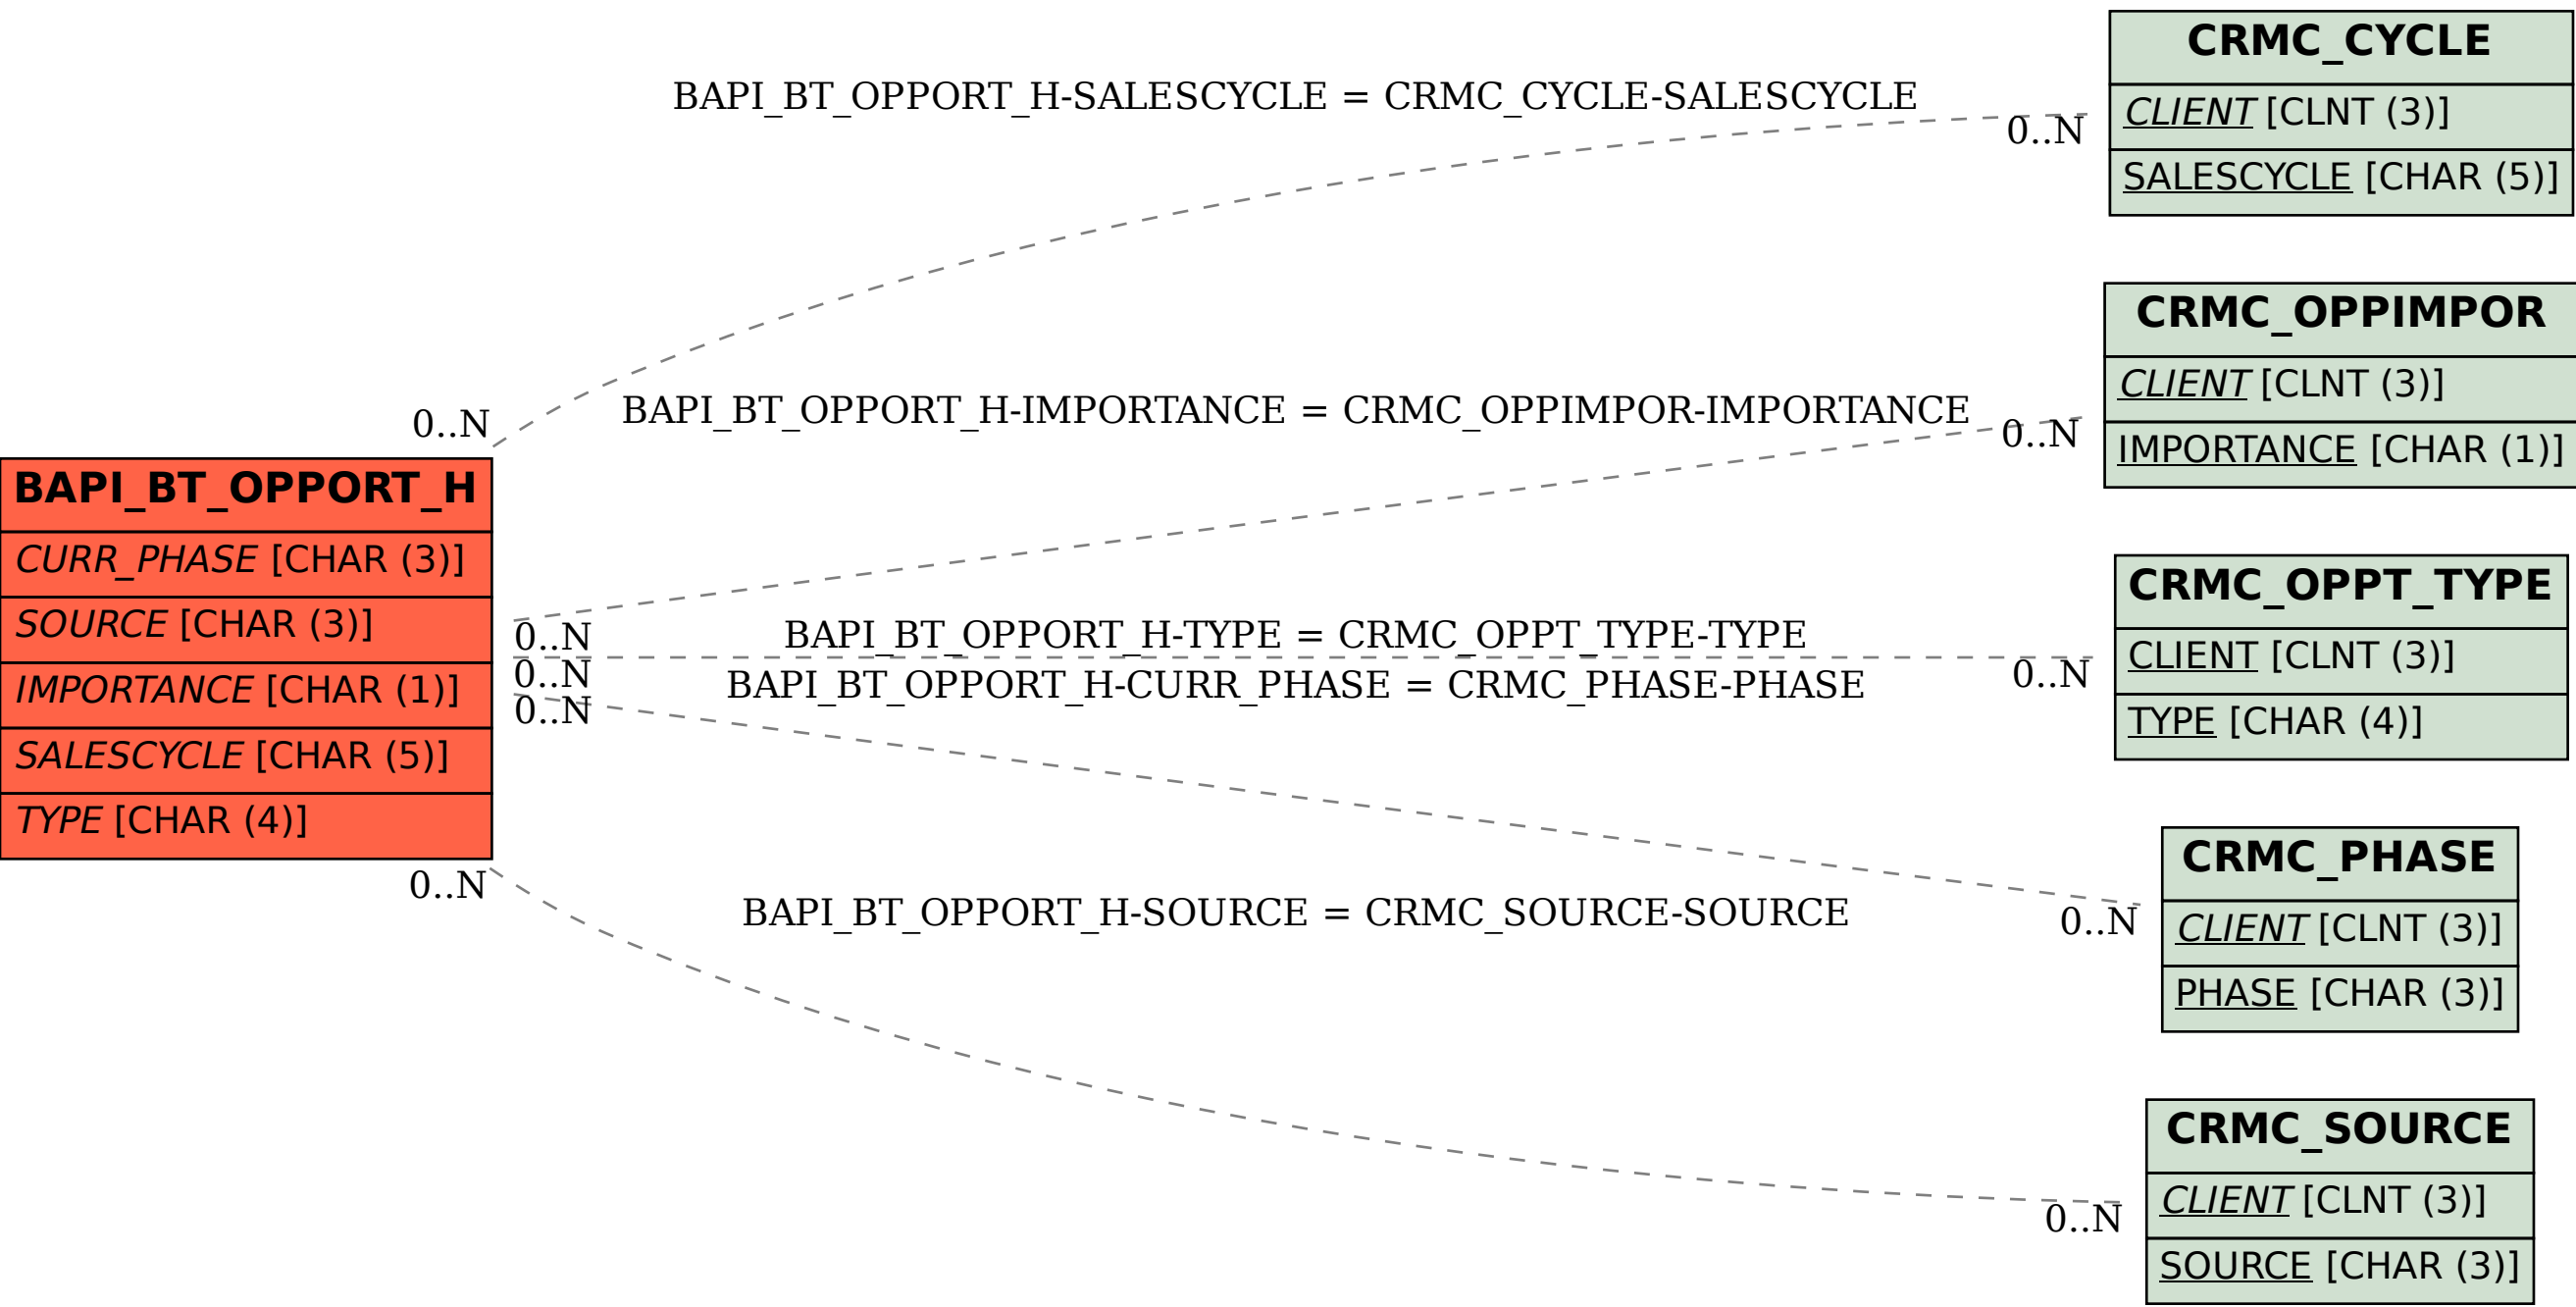 CRMC_CYCLE
CLIENT [CLNT (3)]
SALESCYCLE [CHAR (5)]
BAPI_BT_OPPORT_H-SALESCYCLE = CRMC_CYCLE-SALESCYCLE
0..N
0..N
CRMC_OPPIMPOR
CLIENT [CLNT (3)]
IMPORTANCE [CHAR (1)]
BAPI_BT_OPPORT_H-IMPORTANCE = CRMC_OPPIMPOR-IMPORTANCE
0..N
0..N
BAPI_BT_OPPORT_H
CURR_PHASE [CHAR (3)]
SOURCE [CHAR (3)]
IMPORTANCE [CHAR (1)]
SALESCYCLE [CHAR (5)]
TYPE [CHAR (4)]
CRMC_OPPT_TYPE
CLIENT [CLNT (3)]
TYPE [CHAR (4)]
BAPI_BT_OPPORT_H-TYPE = CRMC_OPPT_TYPE-TYPE
0..N
0..N
BAPI_BT_OPPORT_H-CURR_PHASE = CRMC_PHASE-PHASE
0..N
0..N
CRMC_PHASE
CLIENT [CLNT (3)]
PHASE [CHAR (3)]
BAPI_BT_OPPORT_H-SOURCE = CRMC_SOURCE-SOURCE
0..N
0..N
CRMC_SOURCE
CLIENT [CLNT (3)]
SOURCE [CHAR (3)]